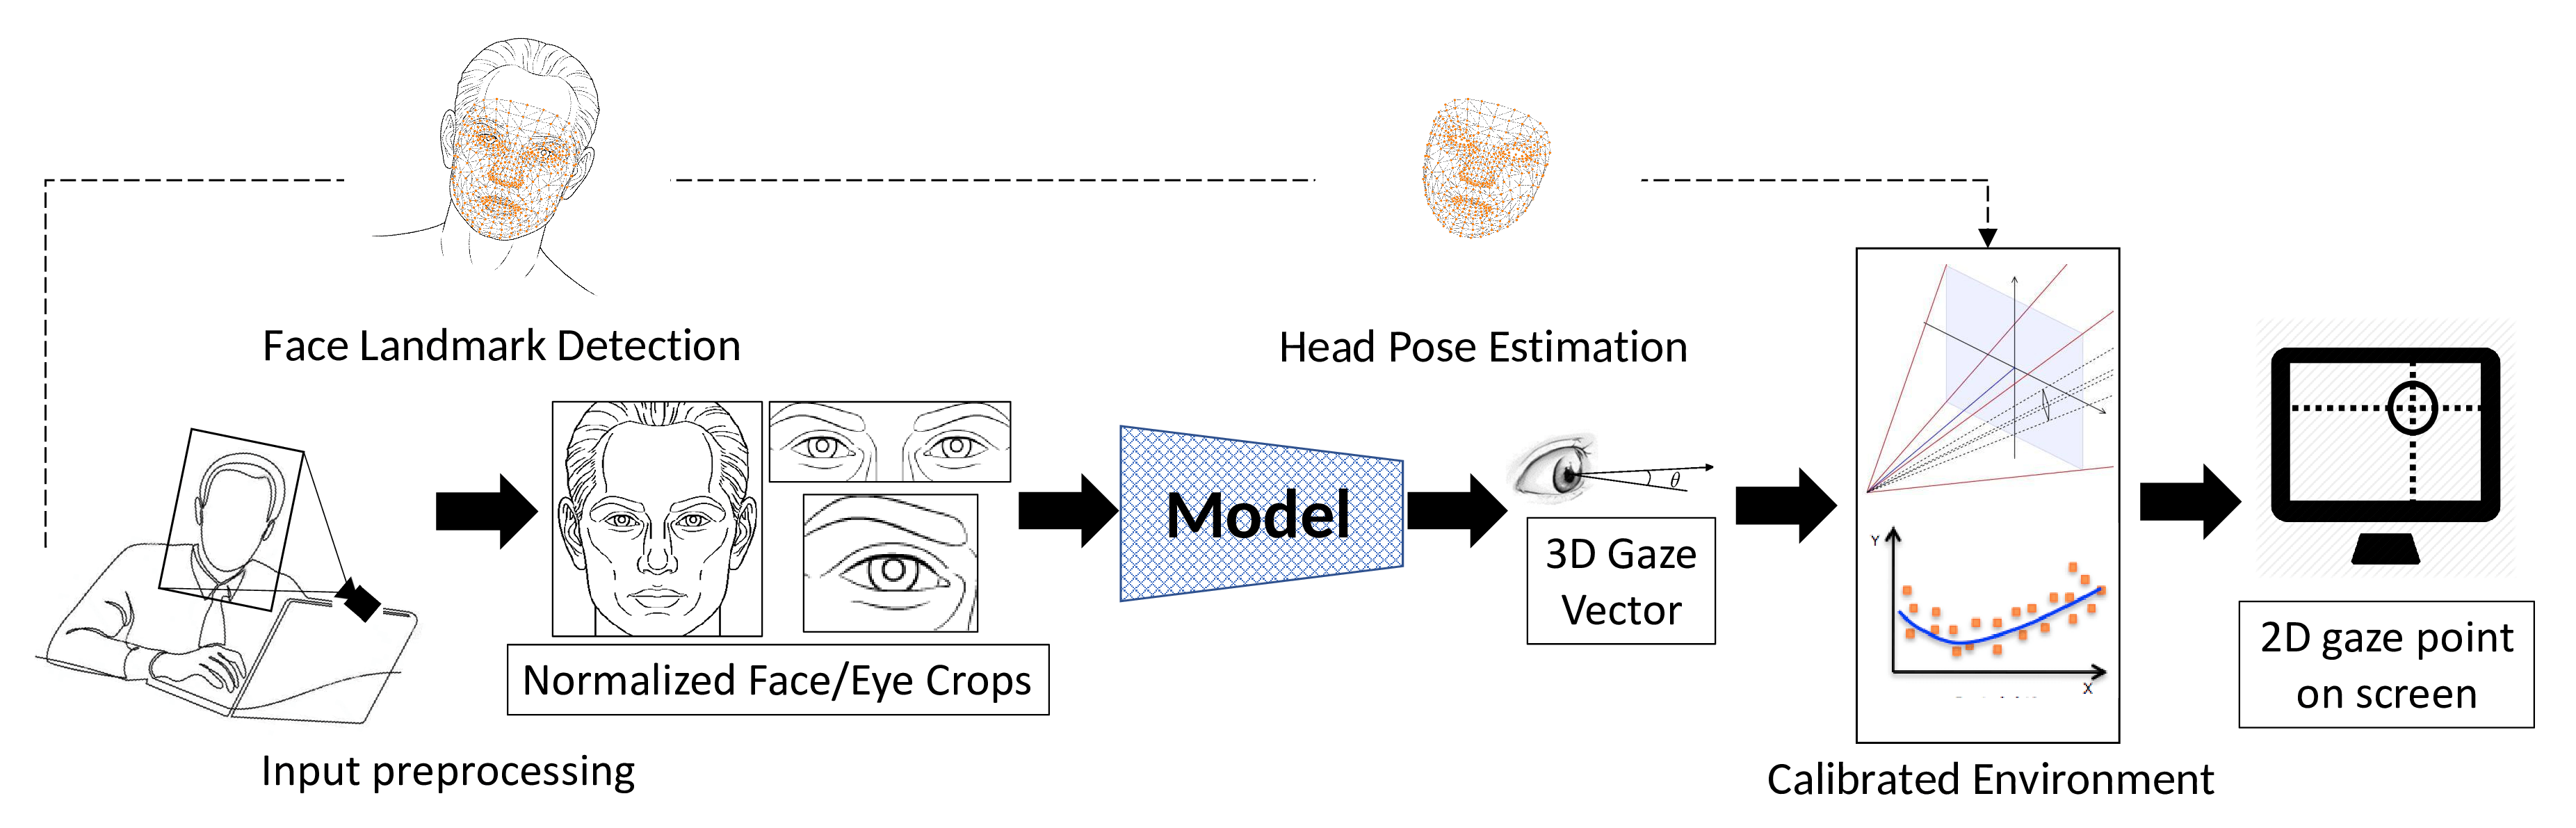 Face Landmark Detection
Head Pose Estimation
Model
θ
3D Gaze
Vector
Y
X
Normalized Face/Eye Crops
2D gaze point
on screen
Input preprocessing
Calibrated Environment